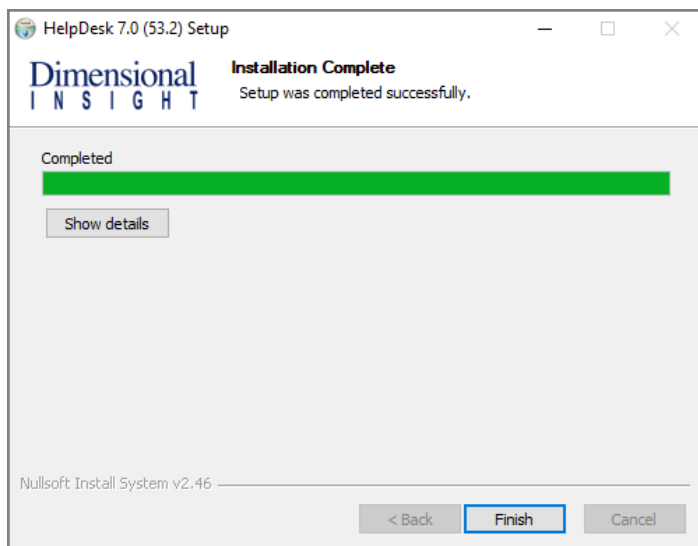 HelpDesk 7.0 (53.2) Setup
Dimensional
INSIGHT
Installation Complete
Setup was completed successfully.
Completed
Show details
Nullsoft Install System v2.46
< Back
Finish
Cancel